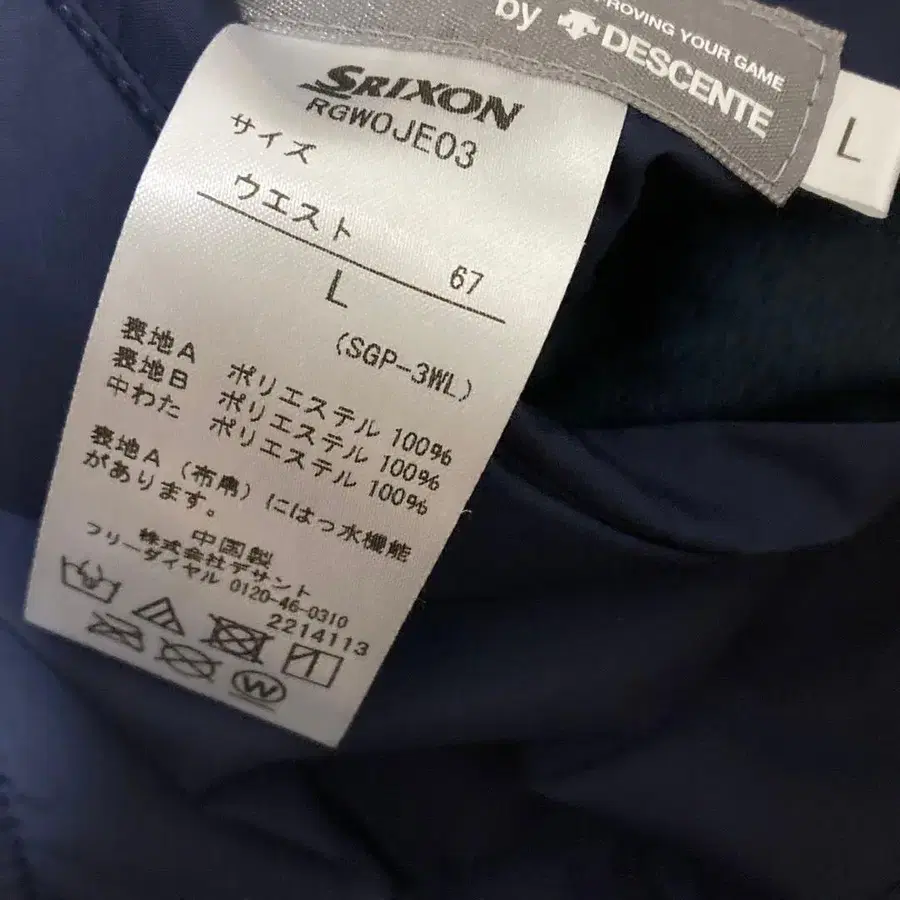 ROVING YOUR GAME
by DESCENTE
L
SRIXON
RGW0JE03
サイズ
ウエスト 67
L
(SGP-3WL)
表地A ポリエステル 100%
表地B ポリエステル 100%
中わた ポリエステル 100%
表地A (布帛) にはっ水機能
があります。
中国製
株式会社デサント
フリーダイヤル 0120-46-0310
2214113
W